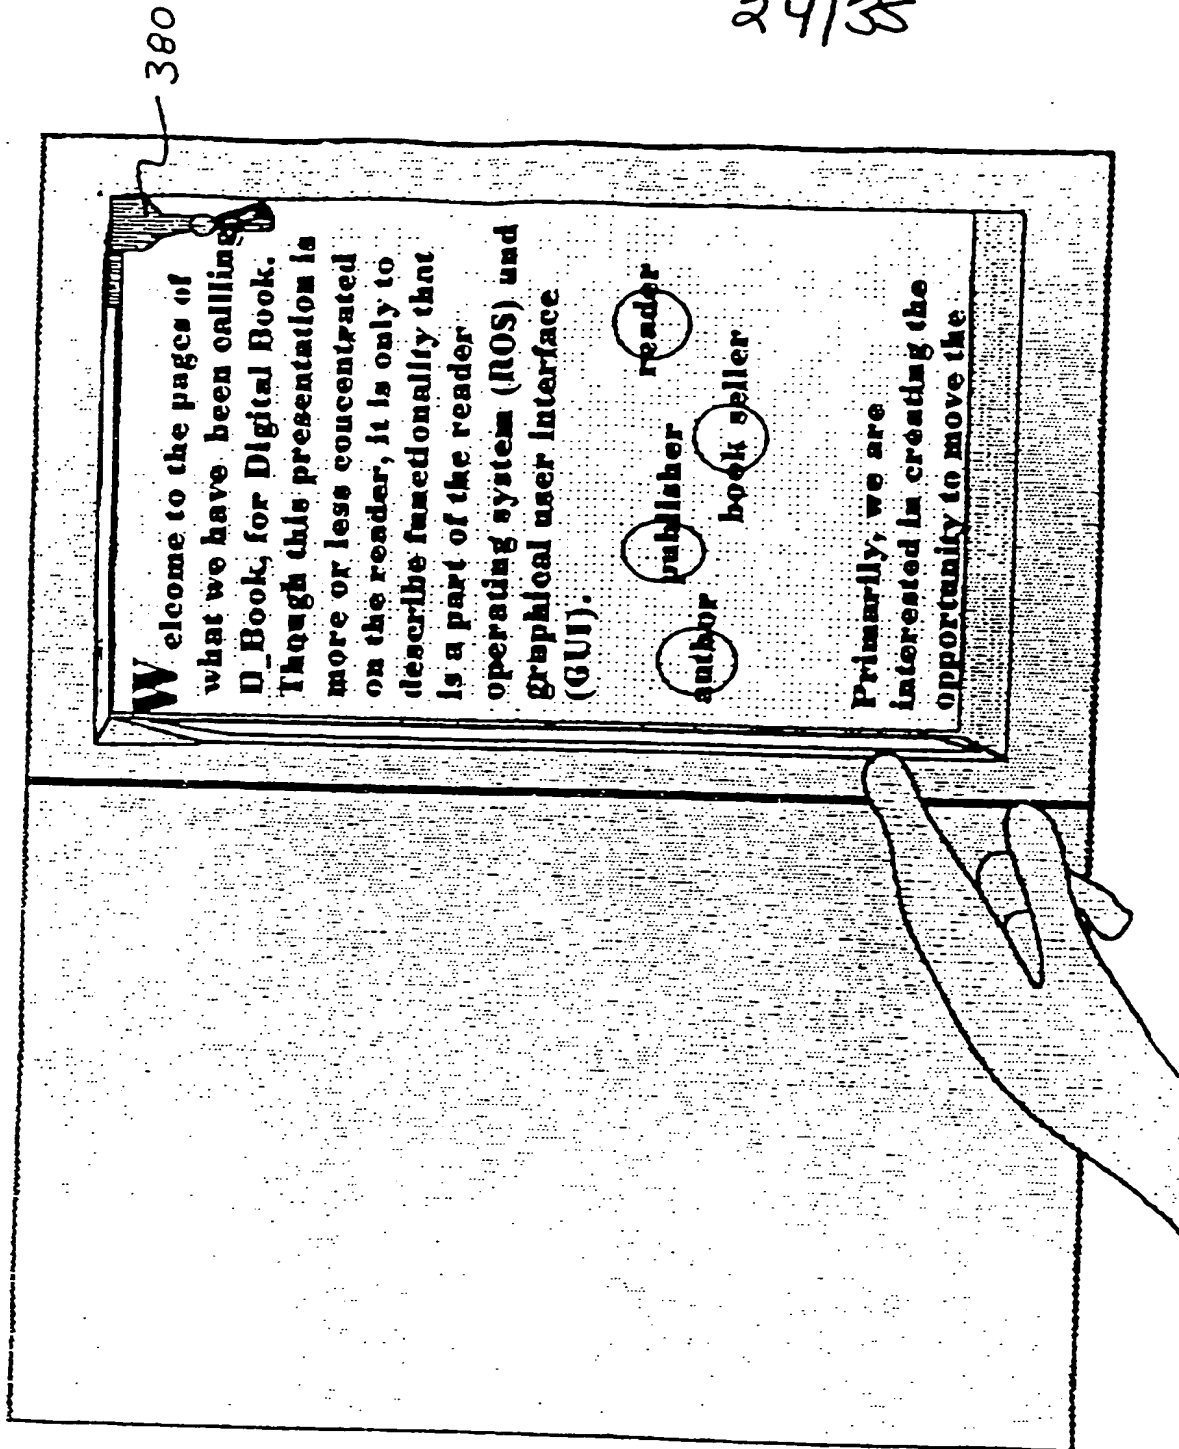 24/35
380
Welcome to the pages of
what we have been callling
D_Book, for Digital Book.
Though this presentation is
more or less concentrated
on the reader, it is only to
describe fumctionality that
is a part of the reader
operating system (ROS) und
graphical user interface
(GUI).
author
publisher
book seller
reader
Primarily, we are
interested in creating the
opportunity to move the